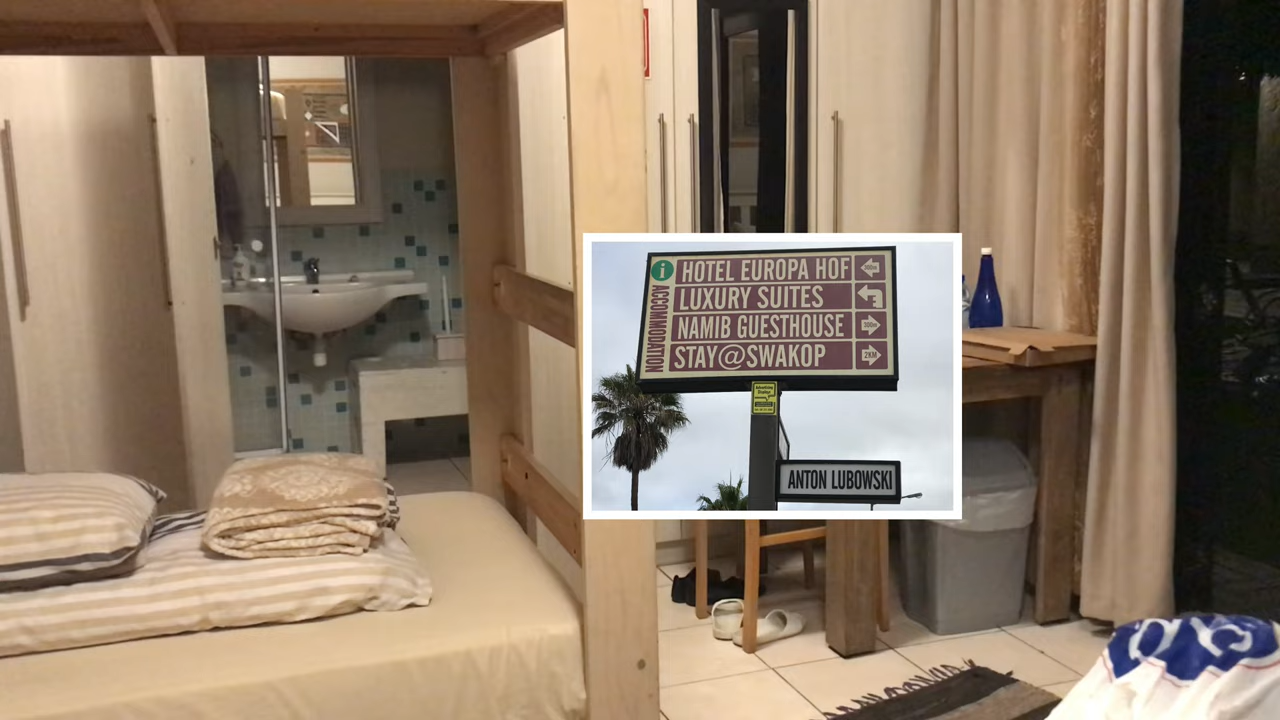 i
ACCOMMODATION
HOTEL EUROPA HOF
LUXURY SUITES
NAMIB GUESTHOUSE
STAY@SWAKOP
2KM
ANTON LUBOWSKI